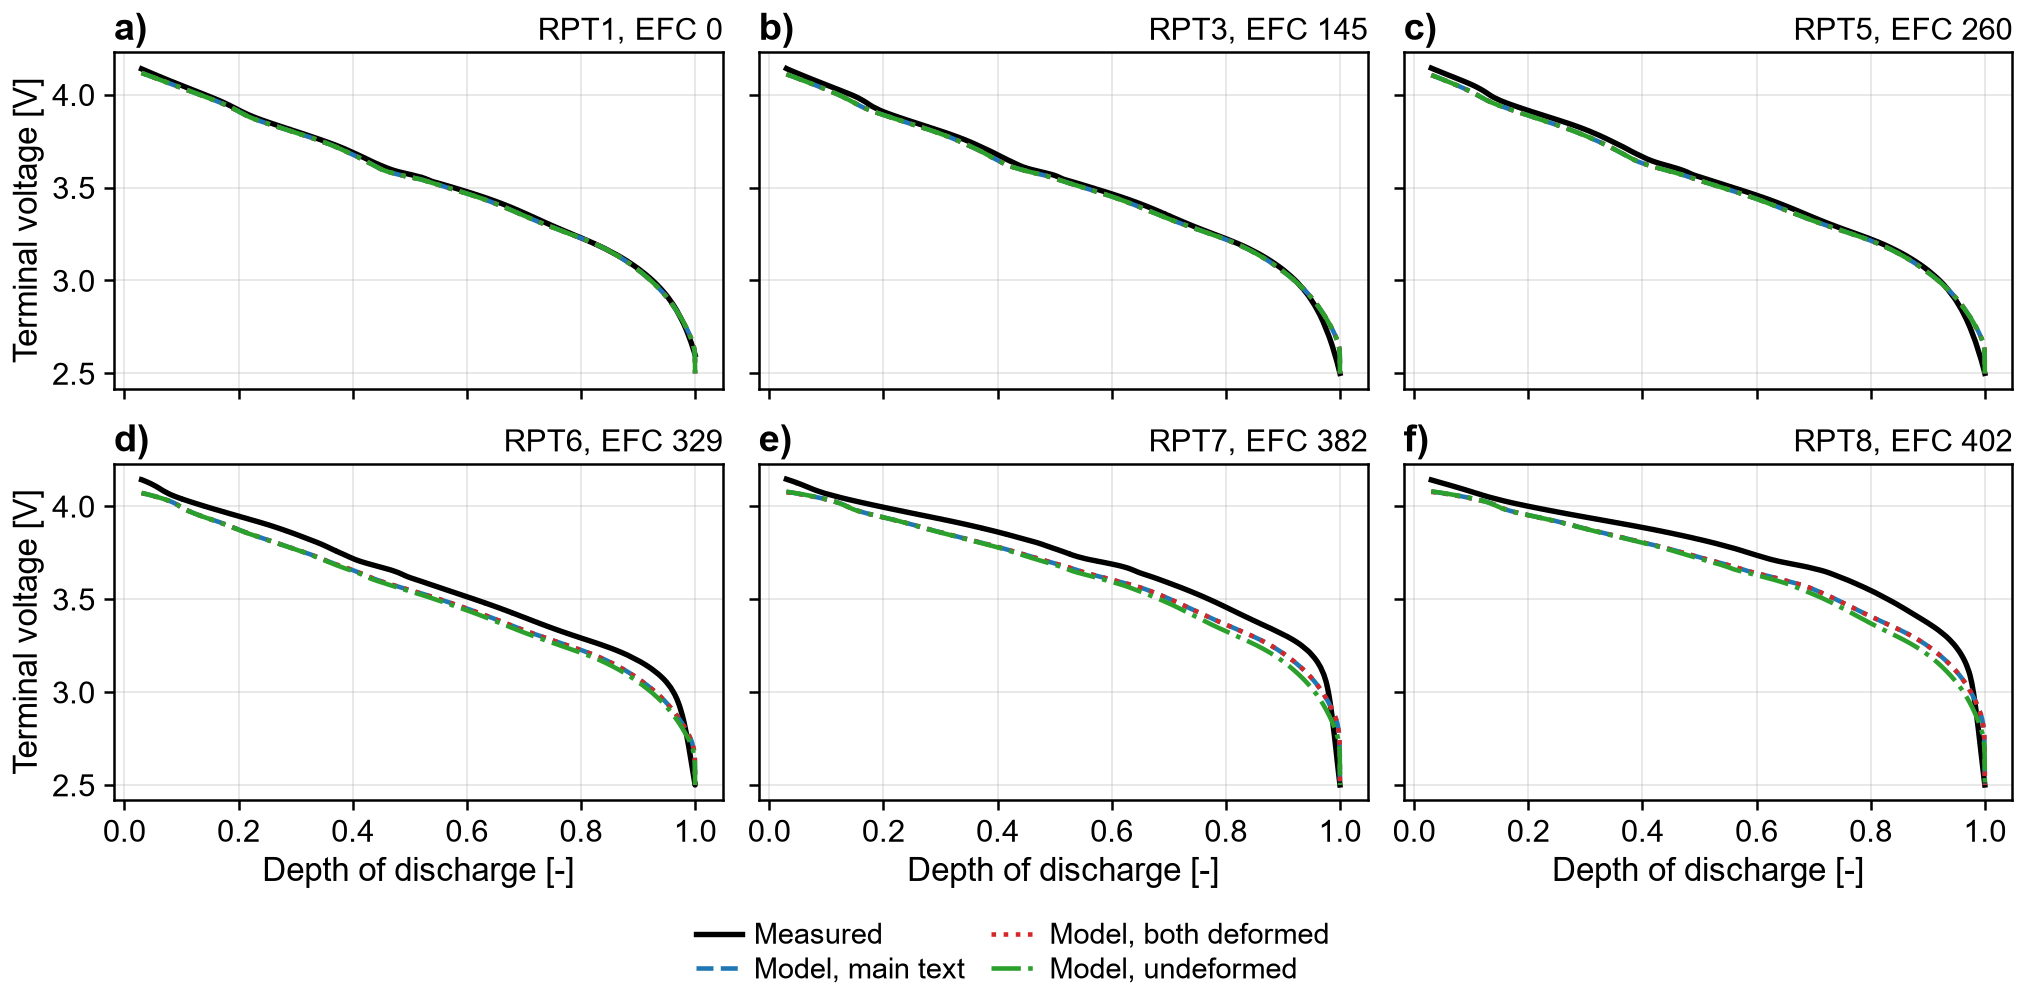 a) RPT1, EFC 0
b) RPT3, EFC 145
c) RPT5, EFC 260
Terminal voltage [V]
4.0
3.5
3.0
2.5
d) RPT6, EFC 329
e) RPT7, EFC 382
f) RPT8, EFC 402
Terminal voltage [V]
4.0
3.5
3.0
2.5
0.0 0.2 0.4 0.6 0.8 1.0
0.0 0.2 0.4 0.6 0.8 1.0
0.0 0.2 0.4 0.6 0.8 1.0
Depth of discharge [-]
Depth of discharge [-]
Depth of discharge [-]
Measured
Model, main text
Model, both deformed
Model, undeformed